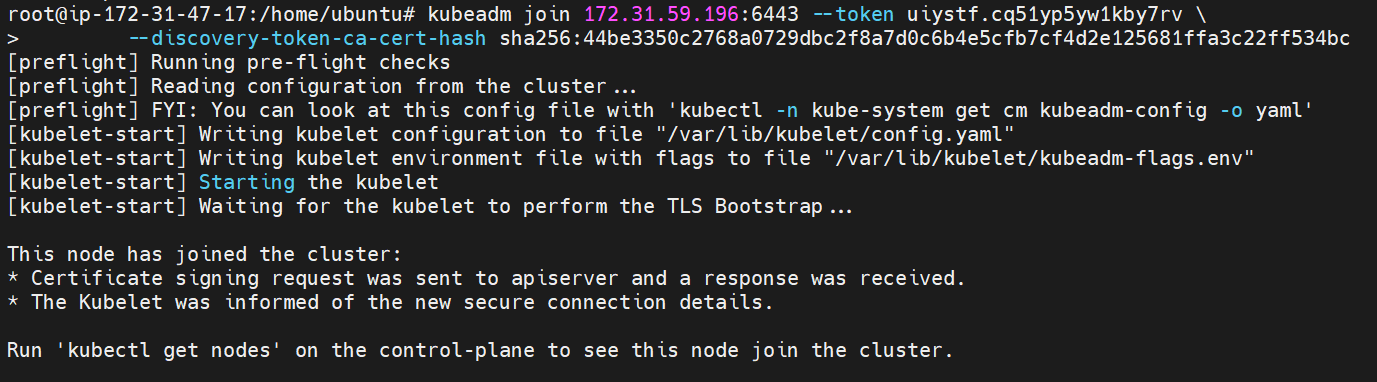 root@ip-172-31-47-17:/home/ubuntu# kubeadm join 172.31.59.196:6443 --token uiystf.cq51yp5yw1kby7rv \
>         --discovery-token-ca-cert-hash sha256:44be3350c2768a0729dbc2f8a7d0c6b4e5cfb7cf4d2e125681ffa3c22ff534bc
[preflight] Running pre-flight checks
[preflight] Reading configuration from the cluster...
[preflight] FYI: You can look at this config file with 'kubectl -n kube-system get cm kubeadm-config -o yaml'
[kubelet-start] Writing kubelet configuration to file "/var/lib/kubelet/config.yaml"
[kubelet-start] Writing kubelet environment file with flags to file "/var/lib/kubelet/kubeadm-flags.env"
[kubelet-start] Starting the kubelet
[kubelet-start] Waiting for the kubelet to perform the TLS Bootstrap...
This node has joined the cluster:
* Certificate signing request was sent to apiserver and a response was received.
* The Kubelet was informed of the new secure connection details.
Run 'kubectl get nodes' on the control-plane to see this node join the cluster.